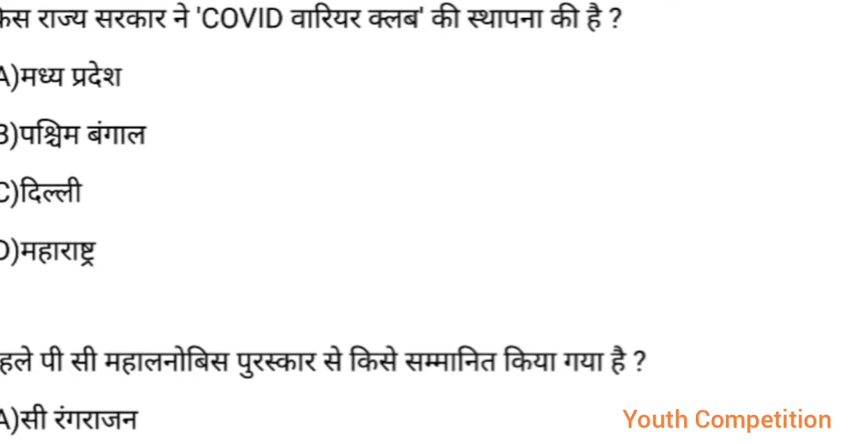 केस राज्य सरकार ने 'COVID वारियर क्लब' की स्थापना की है ?
A)मध्य प्रदेश
B)पश्चिम बंगाल
C)दिल्ली
D)महाराष्ट्र
हले पी सी महालनोबिस पुरस्कार से किसे सम्मानित किया गया है ?
A)सी रंगराजन
Youth Competition